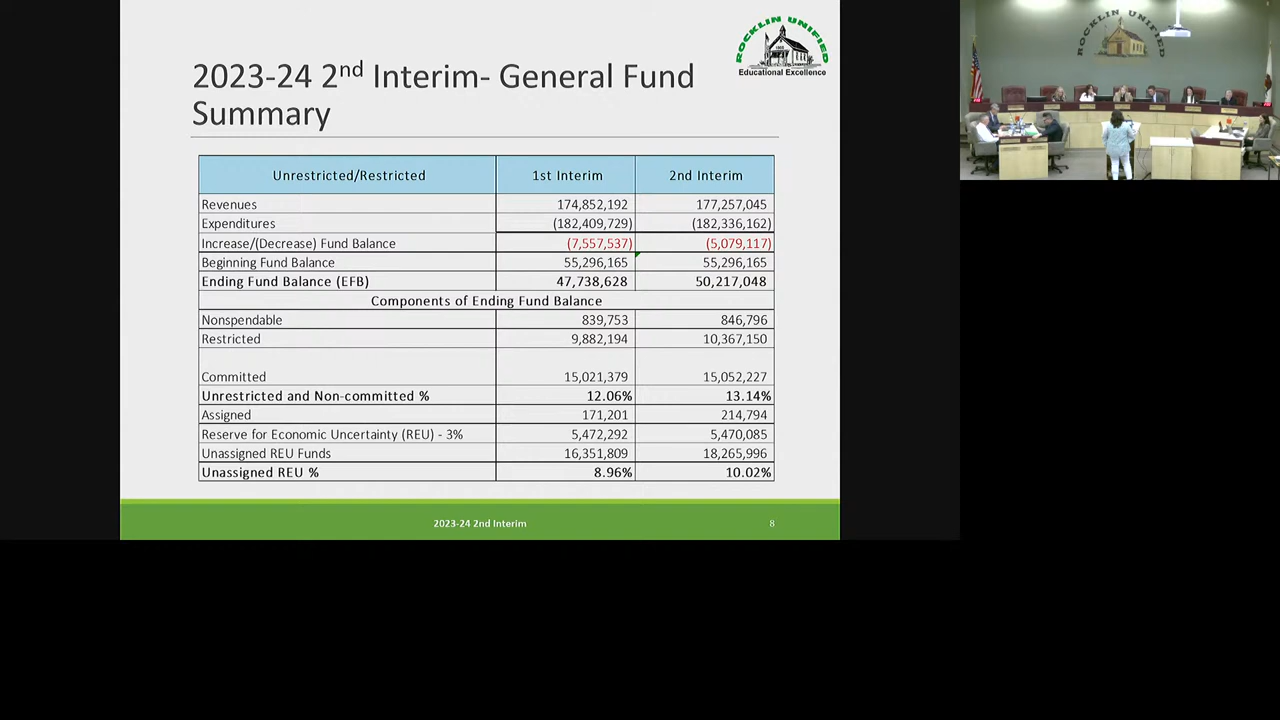 ROCKLIN UNIFIED
Educational Excellence
2023-24 2nd Interim- General Fund
Summary
Unrestricted/Restricted 1st Interim 2nd Interim
Revenues 174,852,192 177,257,045
Expenditures (182,409,729) (182,336,162)
Increase/(Decrease) Fund Balance (7,557,537) (5,079,117)
Beginning Fund Balance 55,296,165 55,296,165
Ending Fund Balance (EFB) 47,738,628 50,217,048
Components of Ending Fund Balance
Nonspendable 839,753 846,796
Restricted 9,882,194 10,367,150
Committed 15,021,379 15,052,227
Unrestricted and Non-committed % 12.06% 13.14%
Assigned 171,201 214,794
Reserve for Economic Uncertainty (REU) - 3% 5,472,292 5,470,085
Unassigned REU Funds 16,351,809 18,265,996
Unassigned REU % 8.96% 10.02%
2023-24 2nd Interim 8
ROCKLIN UNIFIED